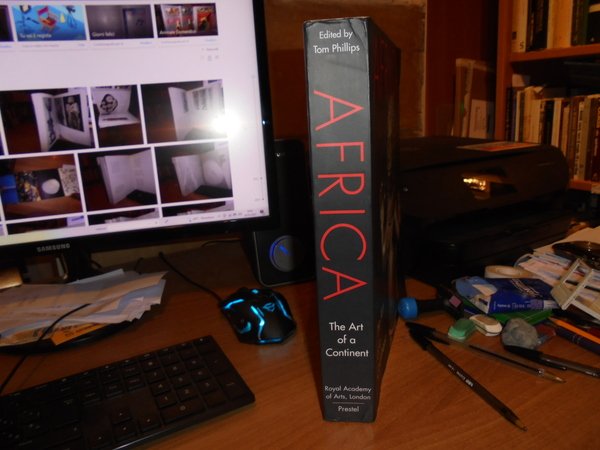 Edited by
Tom Phillips
AFRICA
The Art
of a
Continent
Royal Academy
of Arts, London
Prestel
SAMSUNG